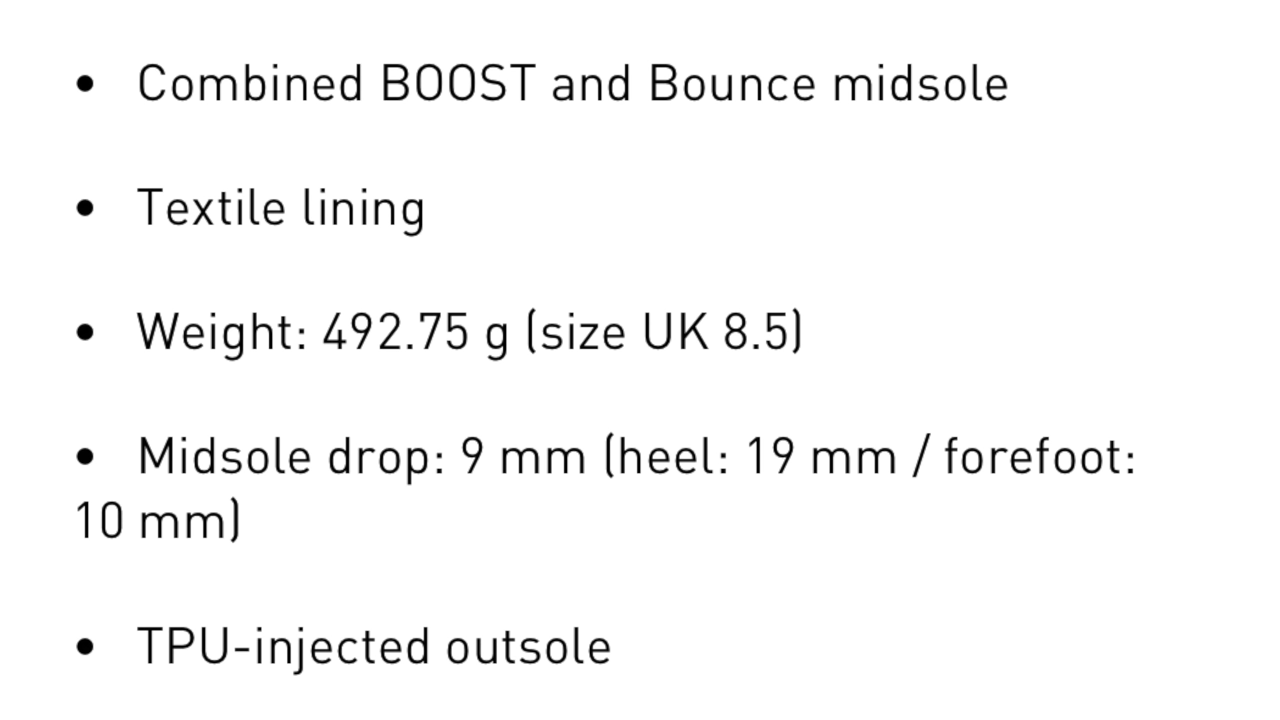 • Combined BOOST and Bounce midsole
• Textile lining
• Weight: 492.75 g (size UK 8.5)
• Midsole drop: 9 mm (heel: 19 mm / forefoot:
10 mm)
• TPU-injected outsole